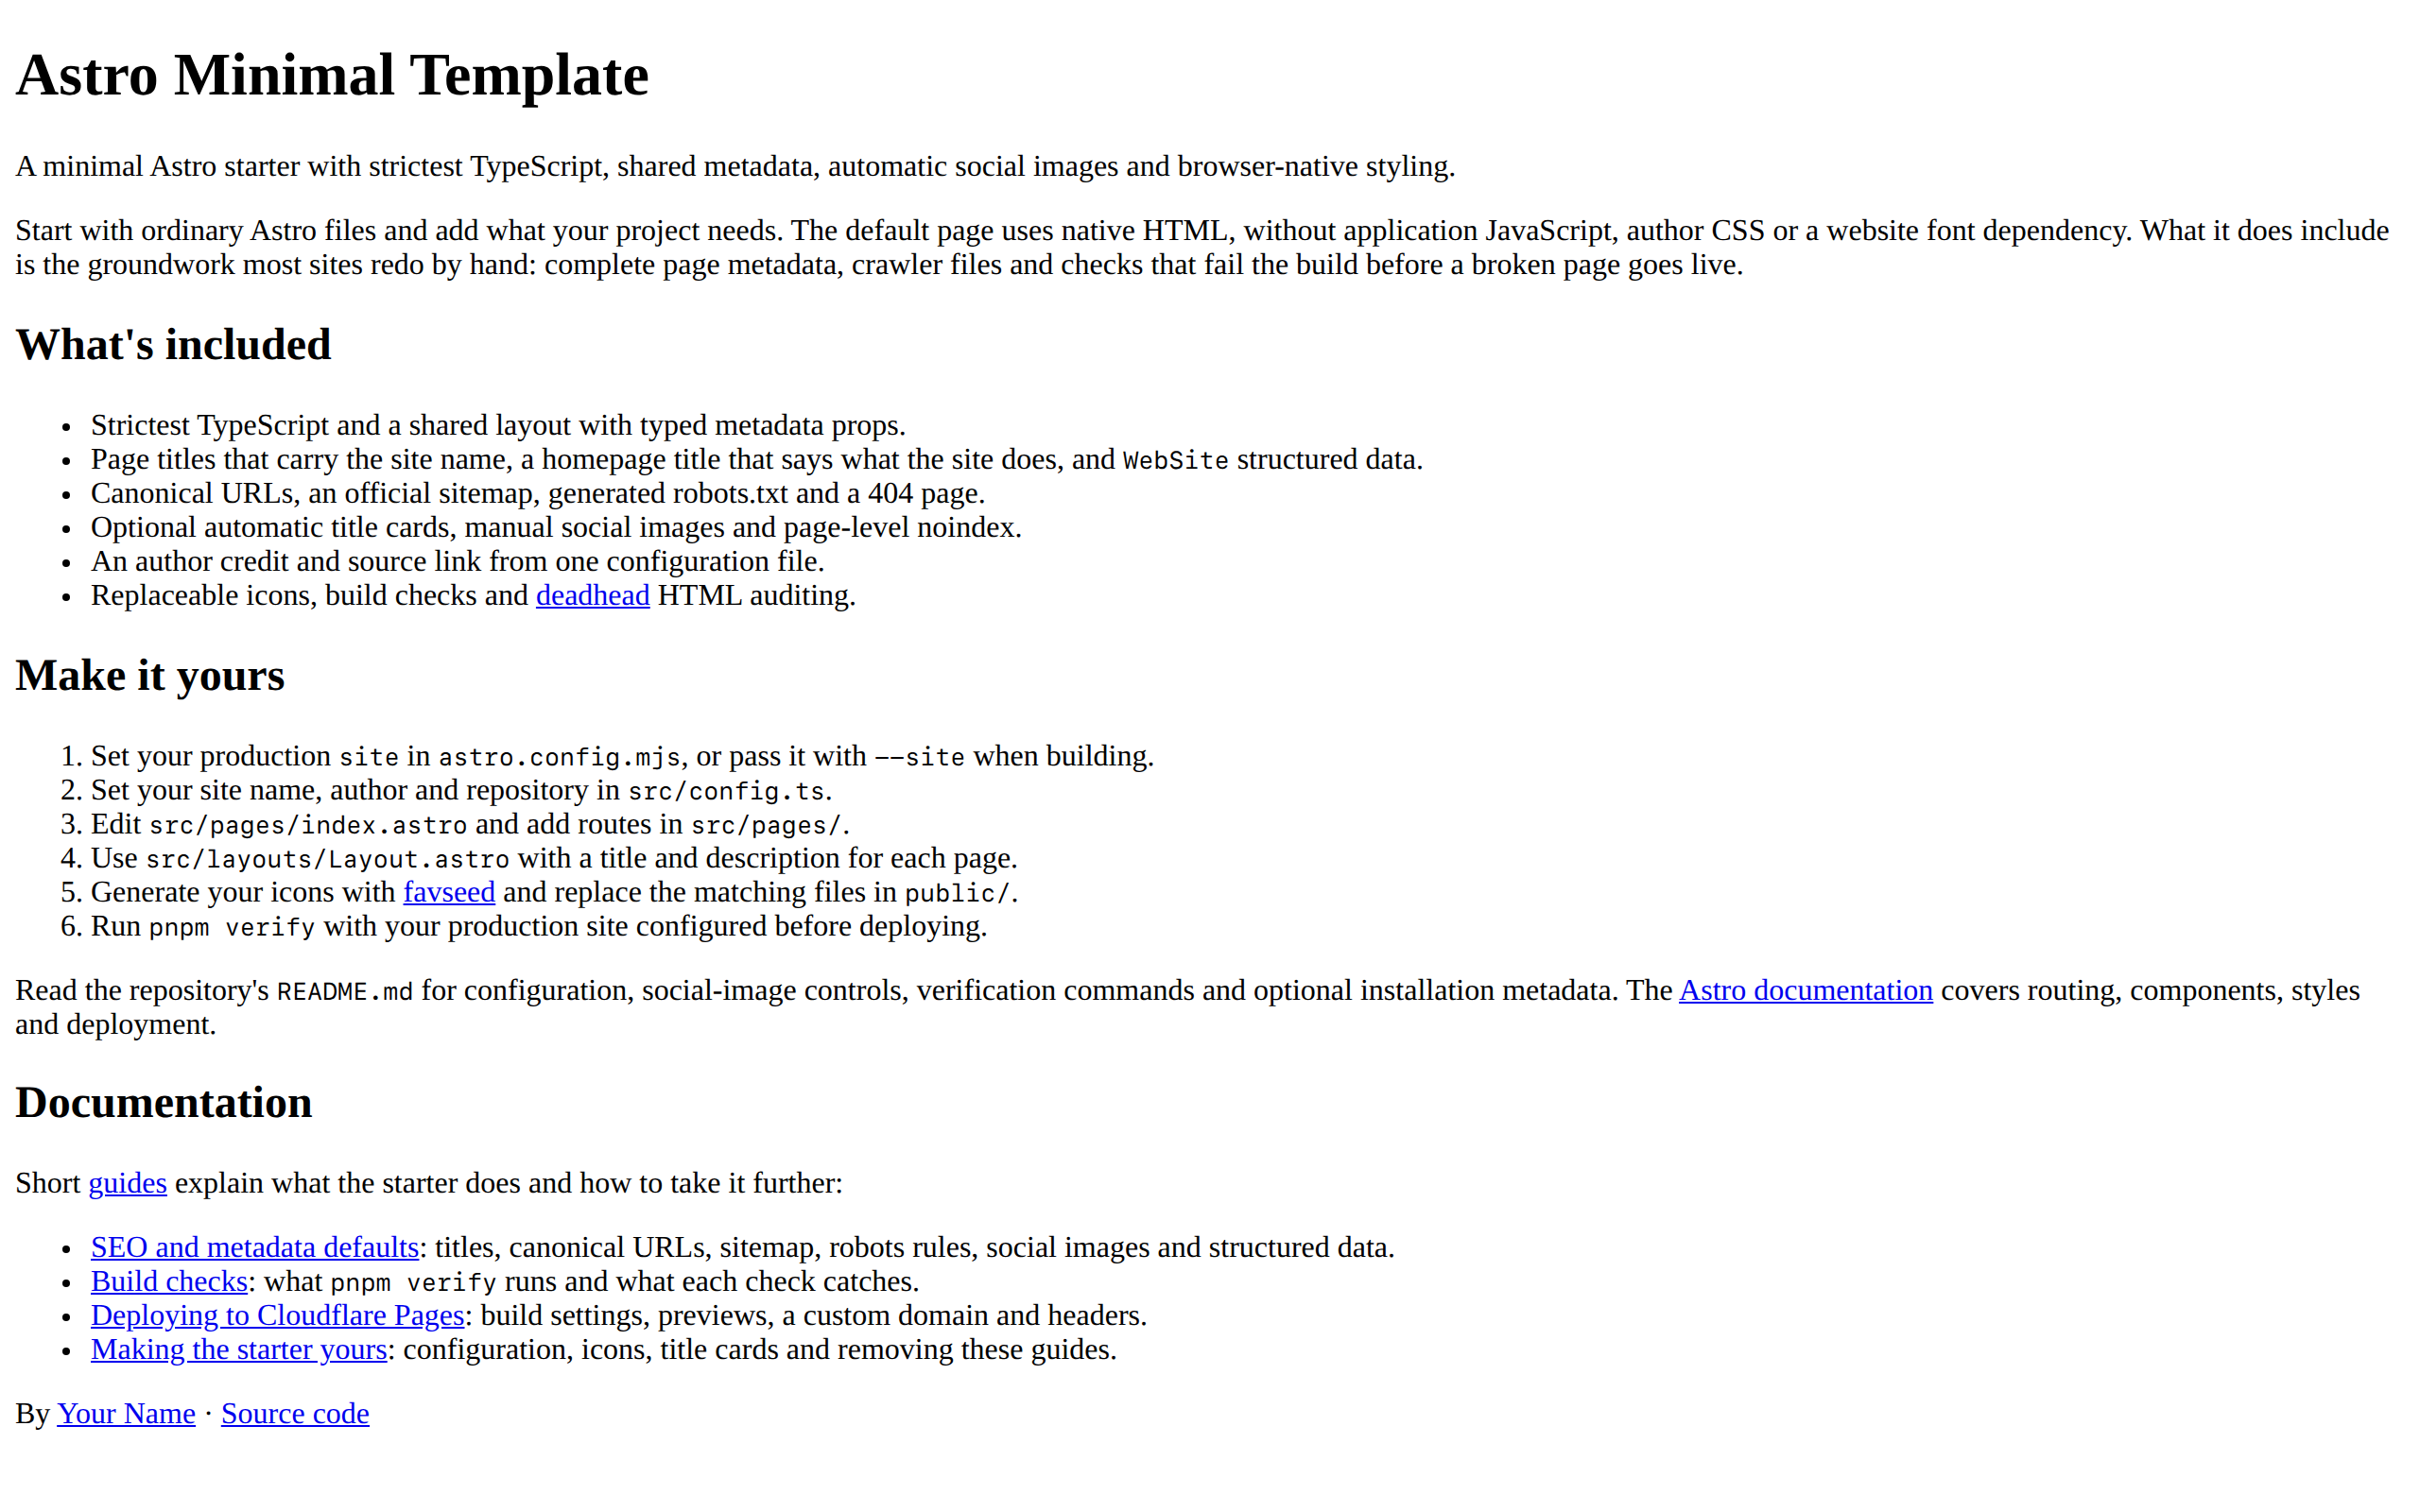 Astro Minimal Template
A minimal Astro starter with strictest TypeScript, shared metadata, automatic social images and browser-native styling.
Start with ordinary Astro files and add what your project needs. The default page uses native HTML, without application JavaScript, author CSS or a website font dependency. What it does include
is the groundwork most sites redo by hand: complete page metadata, crawler files and checks that fail the build before a broken page goes live.
What's included
• Strictest TypeScript and a shared layout with typed metadata props.
• Page titles that carry the site name, a homepage title that says what the site does, and WebSite structured data.
• Canonical URLs, an official sitemap, generated robots.txt and a 404 page.
• Optional automatic title cards, manual social images and page-level noindex.
• An author credit and source link from one configuration file.
• Replaceable icons, build checks and deadhead HTML auditing.
Make it yours
1. Set your production site in astro.config.mjs, or pass it with --site when building.
2. Set your site name, author and repository in src/config.ts.
3. Edit src/pages/index.astro and add routes in src/pages/.
4. Use src/layouts/Layout.astro with a title and description for each page.
5. Generate your icons with favseed and replace the matching files in public/.
6. Run pnpm verify with your production site configured before deploying.
Read the repository's README.md for configuration, social-image controls, verification commands and optional installation metadata. The Astro documentation covers routing, components, styles
and deployment.
Documentation
Short guides explain what the starter does and how to take it further:
• SEO and metadata defaults: titles, canonical URLs, sitemap, robots rules, social images and structured data.
• Build checks: what pnpm verify runs and what each check catches.
• Deploying to Cloudflare Pages: build settings, previews, a custom domain and headers.
• Making the starter yours: configuration, icons, title cards and removing these guides.
By Your Name · Source code